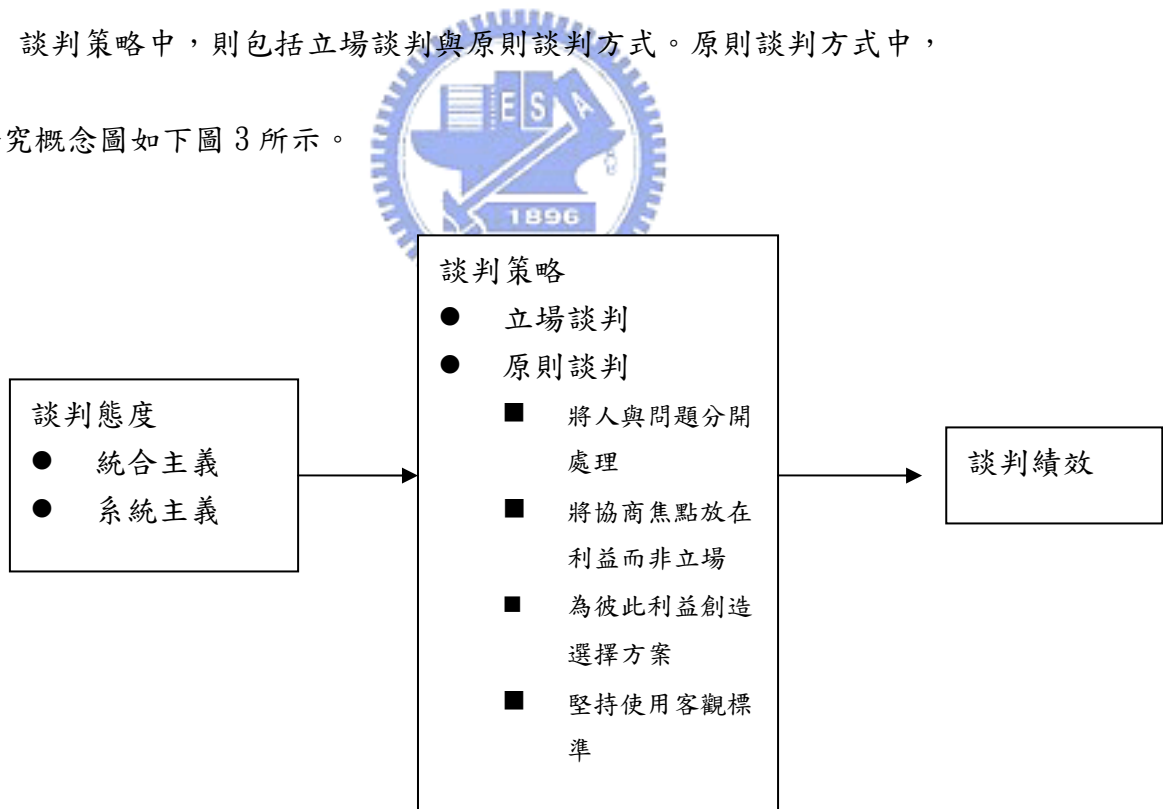 談判策略中，則包括立場談判與原則談判方式。原則談判方式中，
究概念圖如下圖 3 所示。
E S A
1896
談判態度
● 統合主義
● 系統主義
談判策略
● 立場談判
● 原則談判
■ 將人與問題分開
處理
■ 將協商焦點放在
利益而非立場
■ 為彼此利益創造
選擇方案
■ 堅持使用客觀標
準
談判績效